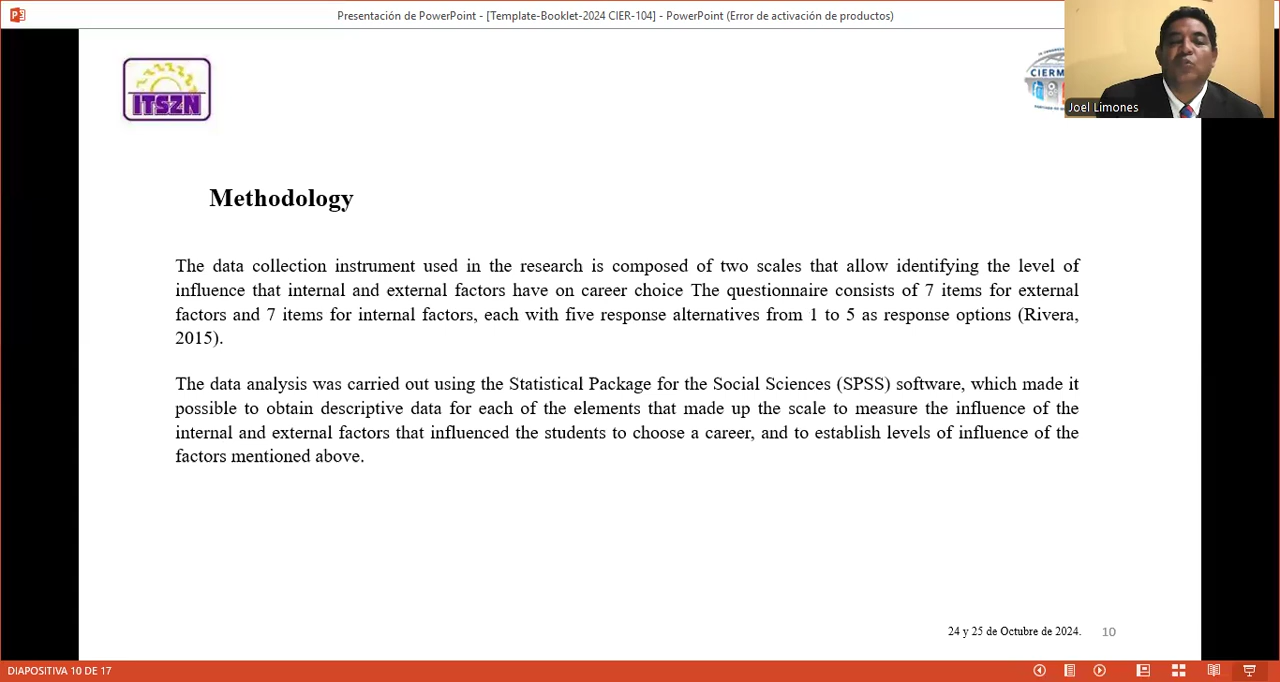 Presentación de PowerPoint - [Template-Booklet-2024 CIER-104] - PowerPoint (Error de activación de productos)
ITSZN
CIERM
Joel Limones
Methodology
The data collection instrument used in the research is composed of two scales that allow identifying the level of
influence that internal and external factors have on career choice The questionnaire consists of 7 items for external
factors and 7 items for internal factors, each with five response alternatives from 1 to 5 as response options (Rivera,
2015).
The data analysis was carried out using the Statistical Package for the Social Sciences (SPSS) software, which made it
possible to obtain descriptive data for each of the elements that made up the scale to measure the influence of the
internal and external factors that influenced the students to choose a career, and to establish levels of influence of the
factors mentioned above.
24 y 25 de Octubre de 2024. 10
DIAPOSITIVA 10 DE 17